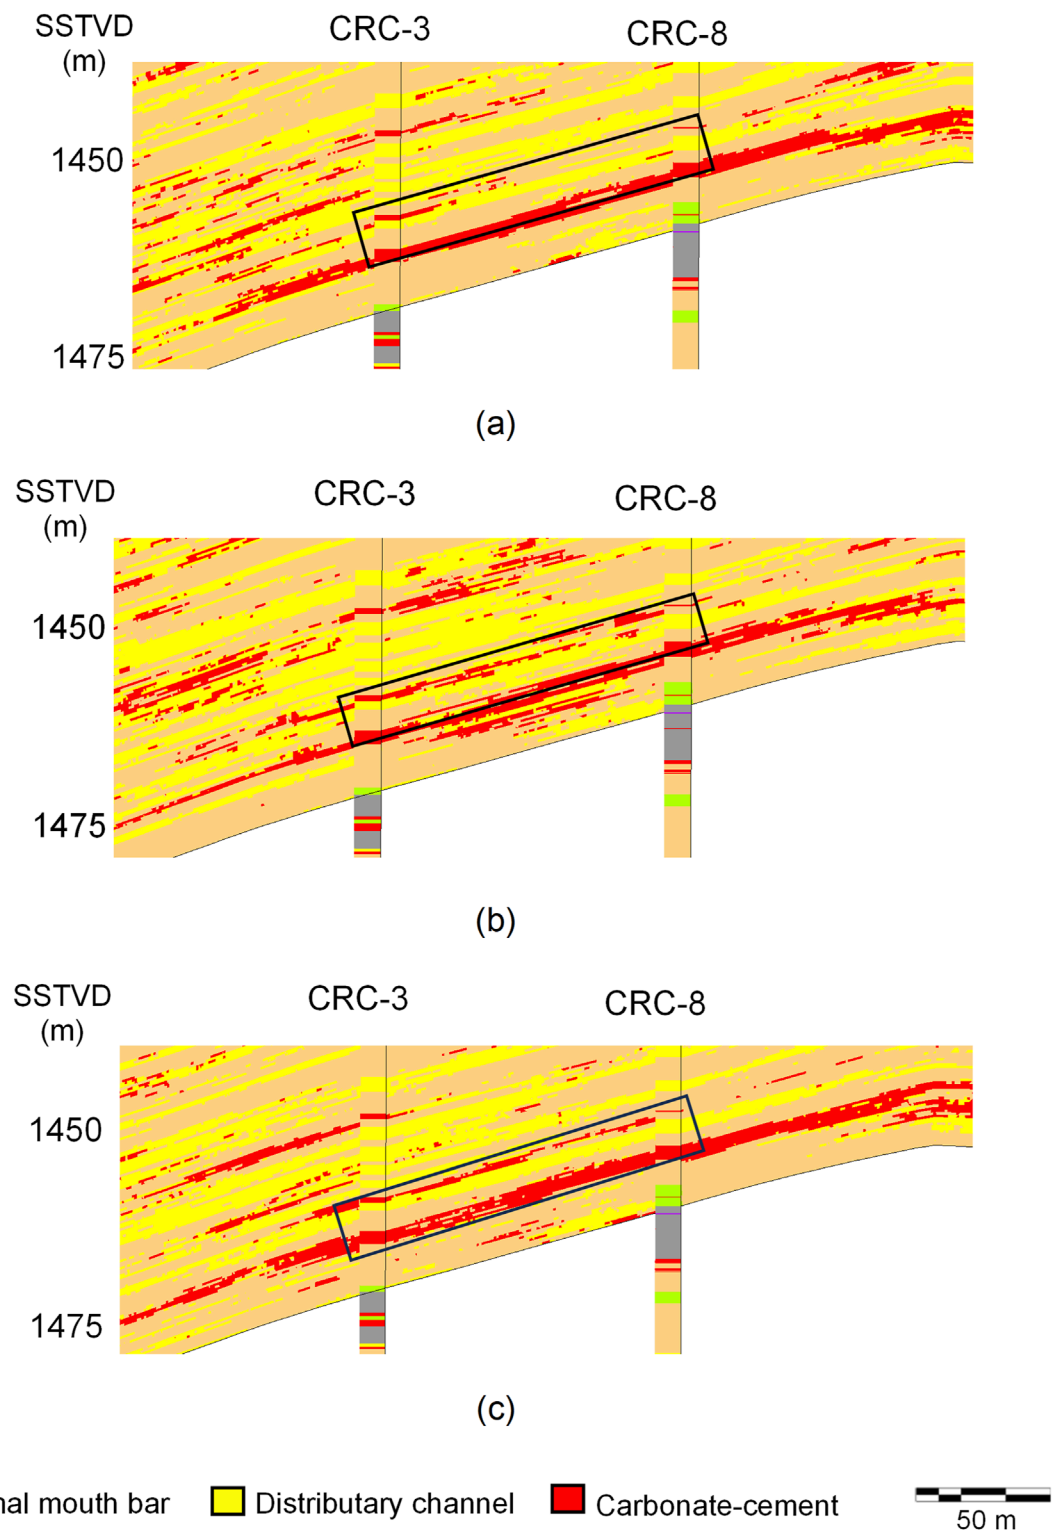 SSTVD
(m)
CRC-3
CRC-8
1450
1475
(a)
SSTVD
(m)
CRC-3
CRC-8
1450
1475
(b)
SSTVD
(m)
CRC-3
CRC-8
1450
1475
(c)
mouth bar
Distributary channel
Carbonate-cement
50 m